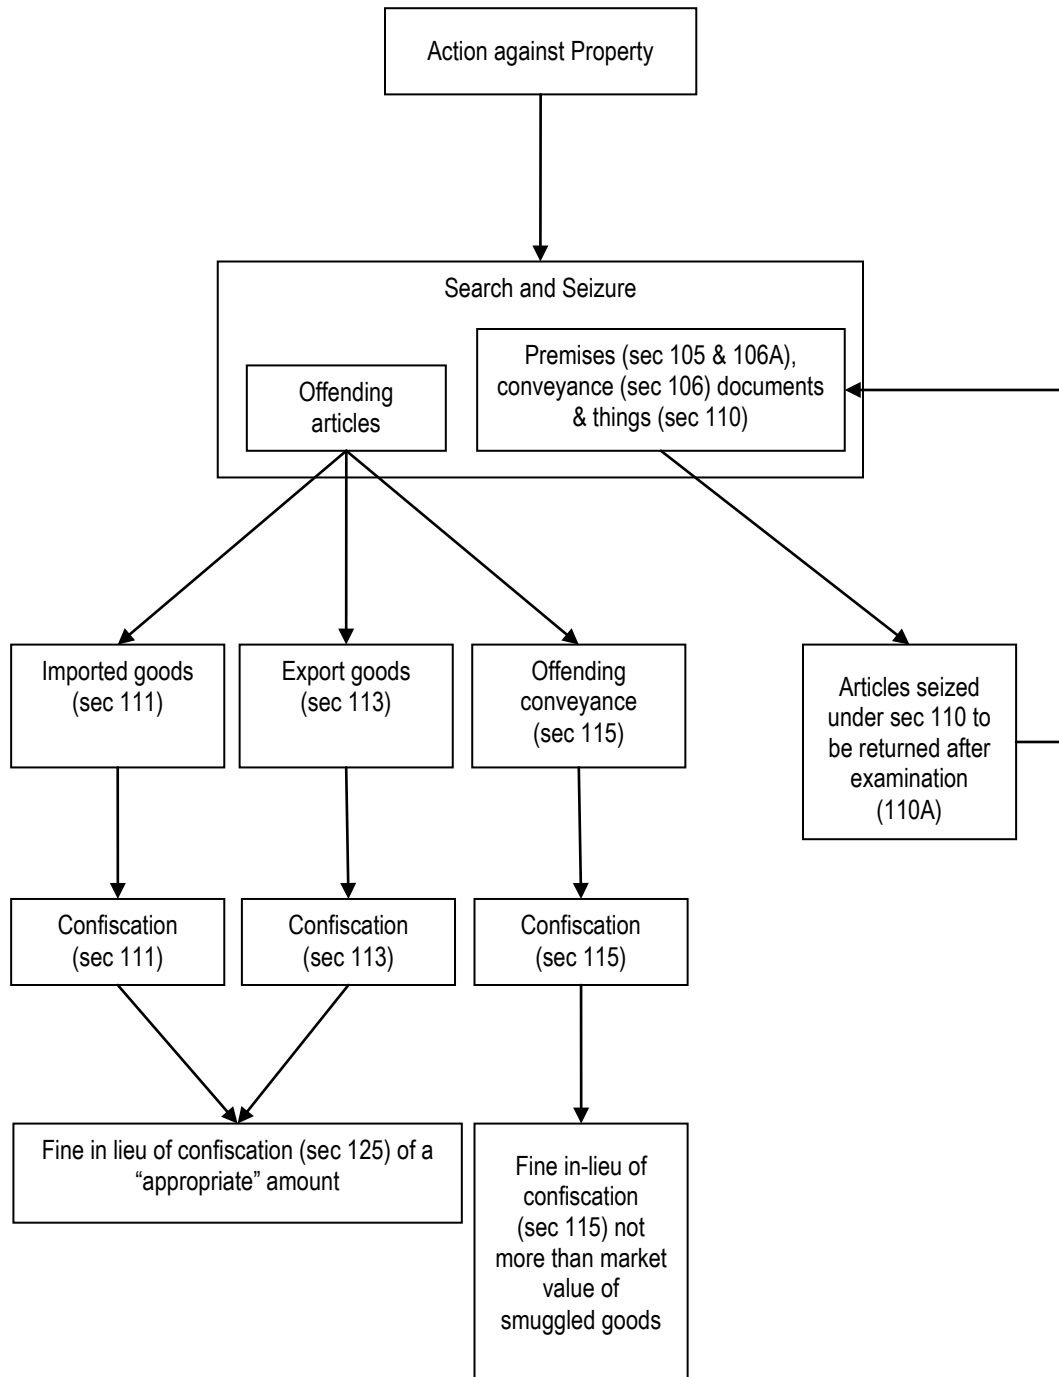 Action against Property
Search and Seizure
Offending
articles
Premises (sec 105 & 106A),
conveyance (sec 106) documents
& things (sec 110)
Imported goods
(sec 111)
Export goods
(sec 113)
Offending
conveyance
(sec 115)
Articles seized
under sec 110 to
be returned after
examination
(110A)
Confiscation
(sec 111)
Confiscation
(sec 113)
Confiscation
(sec 115)
Fine in lieu of confiscation (sec 125) of a
“appropriate” amount
Fine in-lieu of
confiscation
(sec 115) not
more than market
value of
smuggled goods